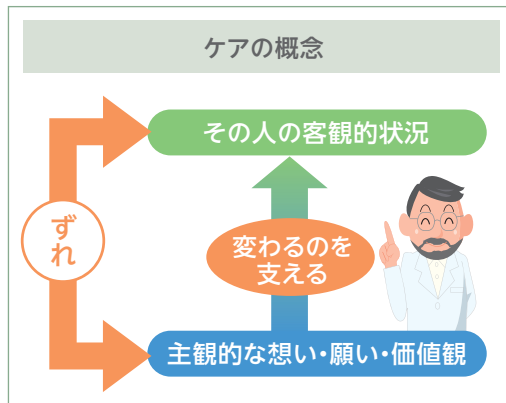 ケアの概念
その人の客観的状況
ずれ
変わるのを
支える
主観的な想い・願い・価値観